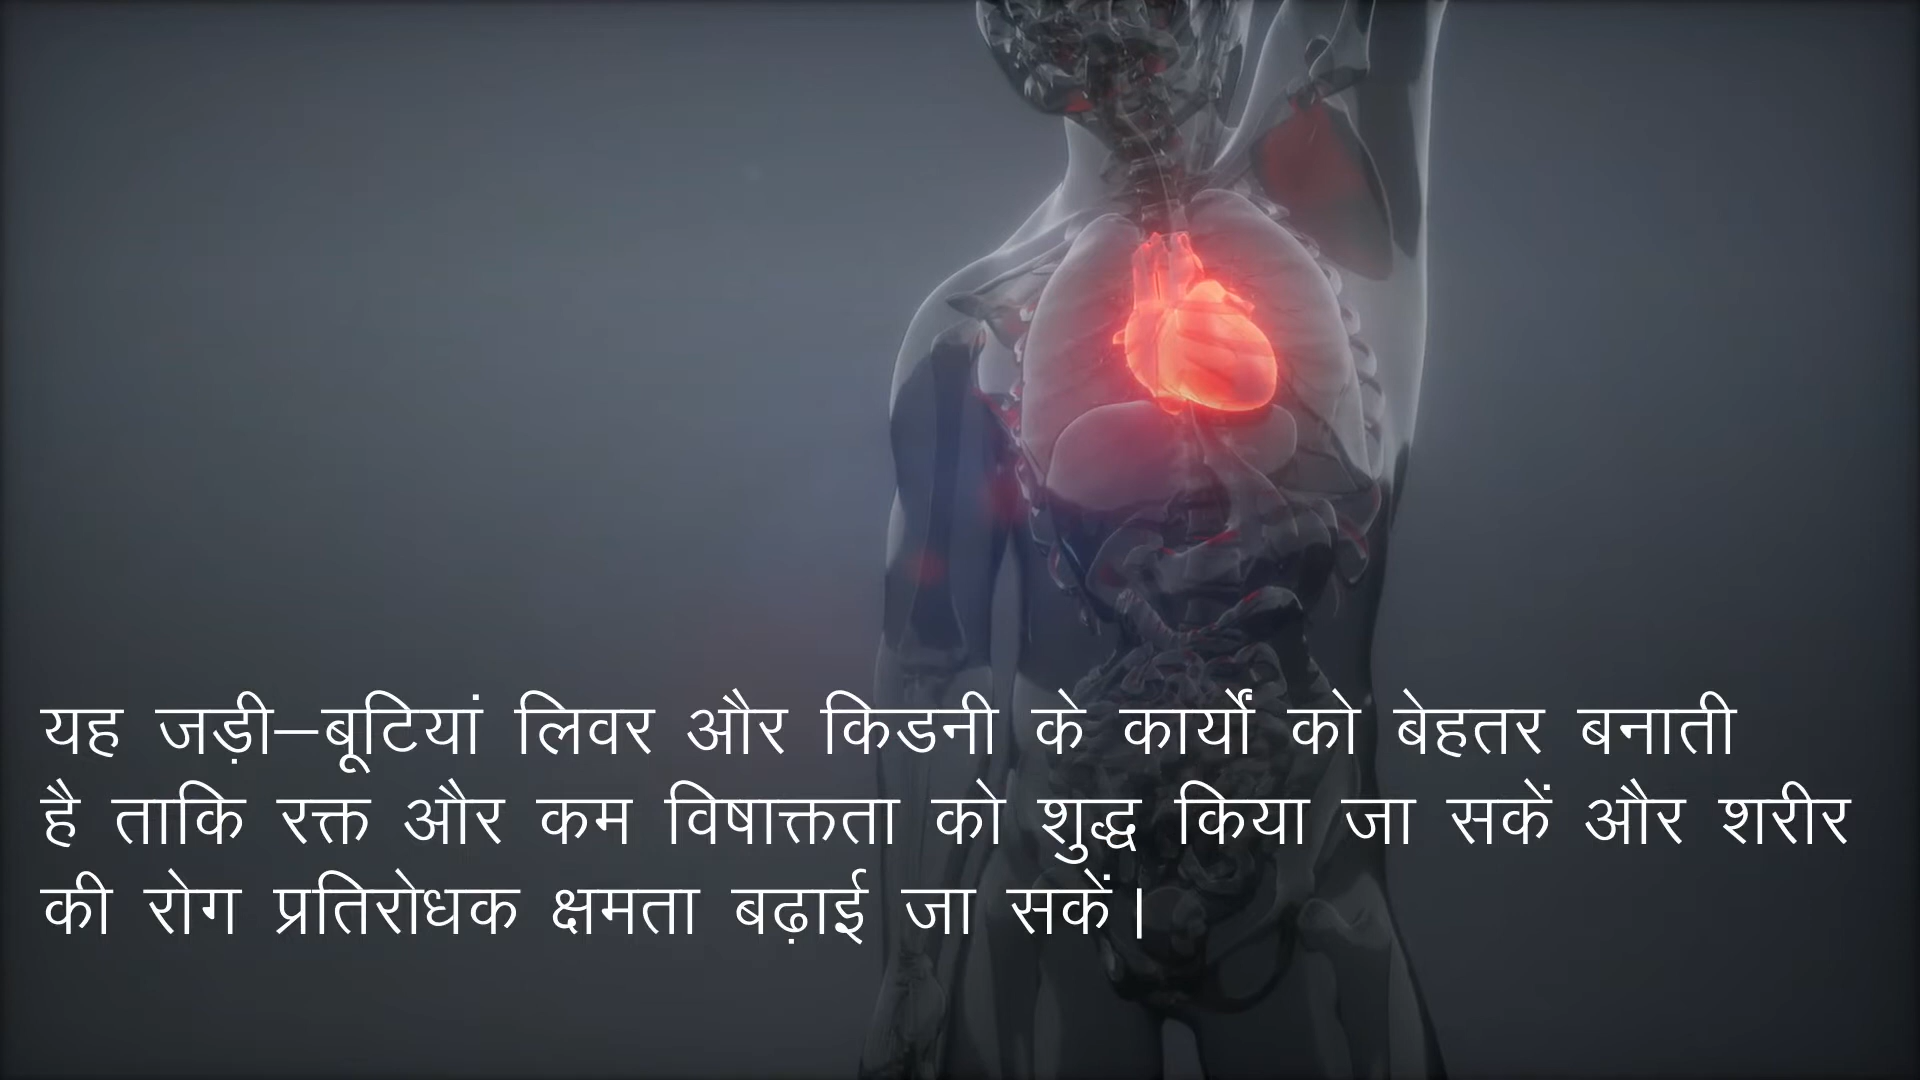 यह जड़ी–बूटियां लिवर और किडनी के कार्यों को बेहतर बनाती
है ताकि रक्त और कम विषाक्तता को शुद्ध किया जा सकें और शरीर
की रोग प्रतिरोधक क्षमता बढ़ाई जा सकें।